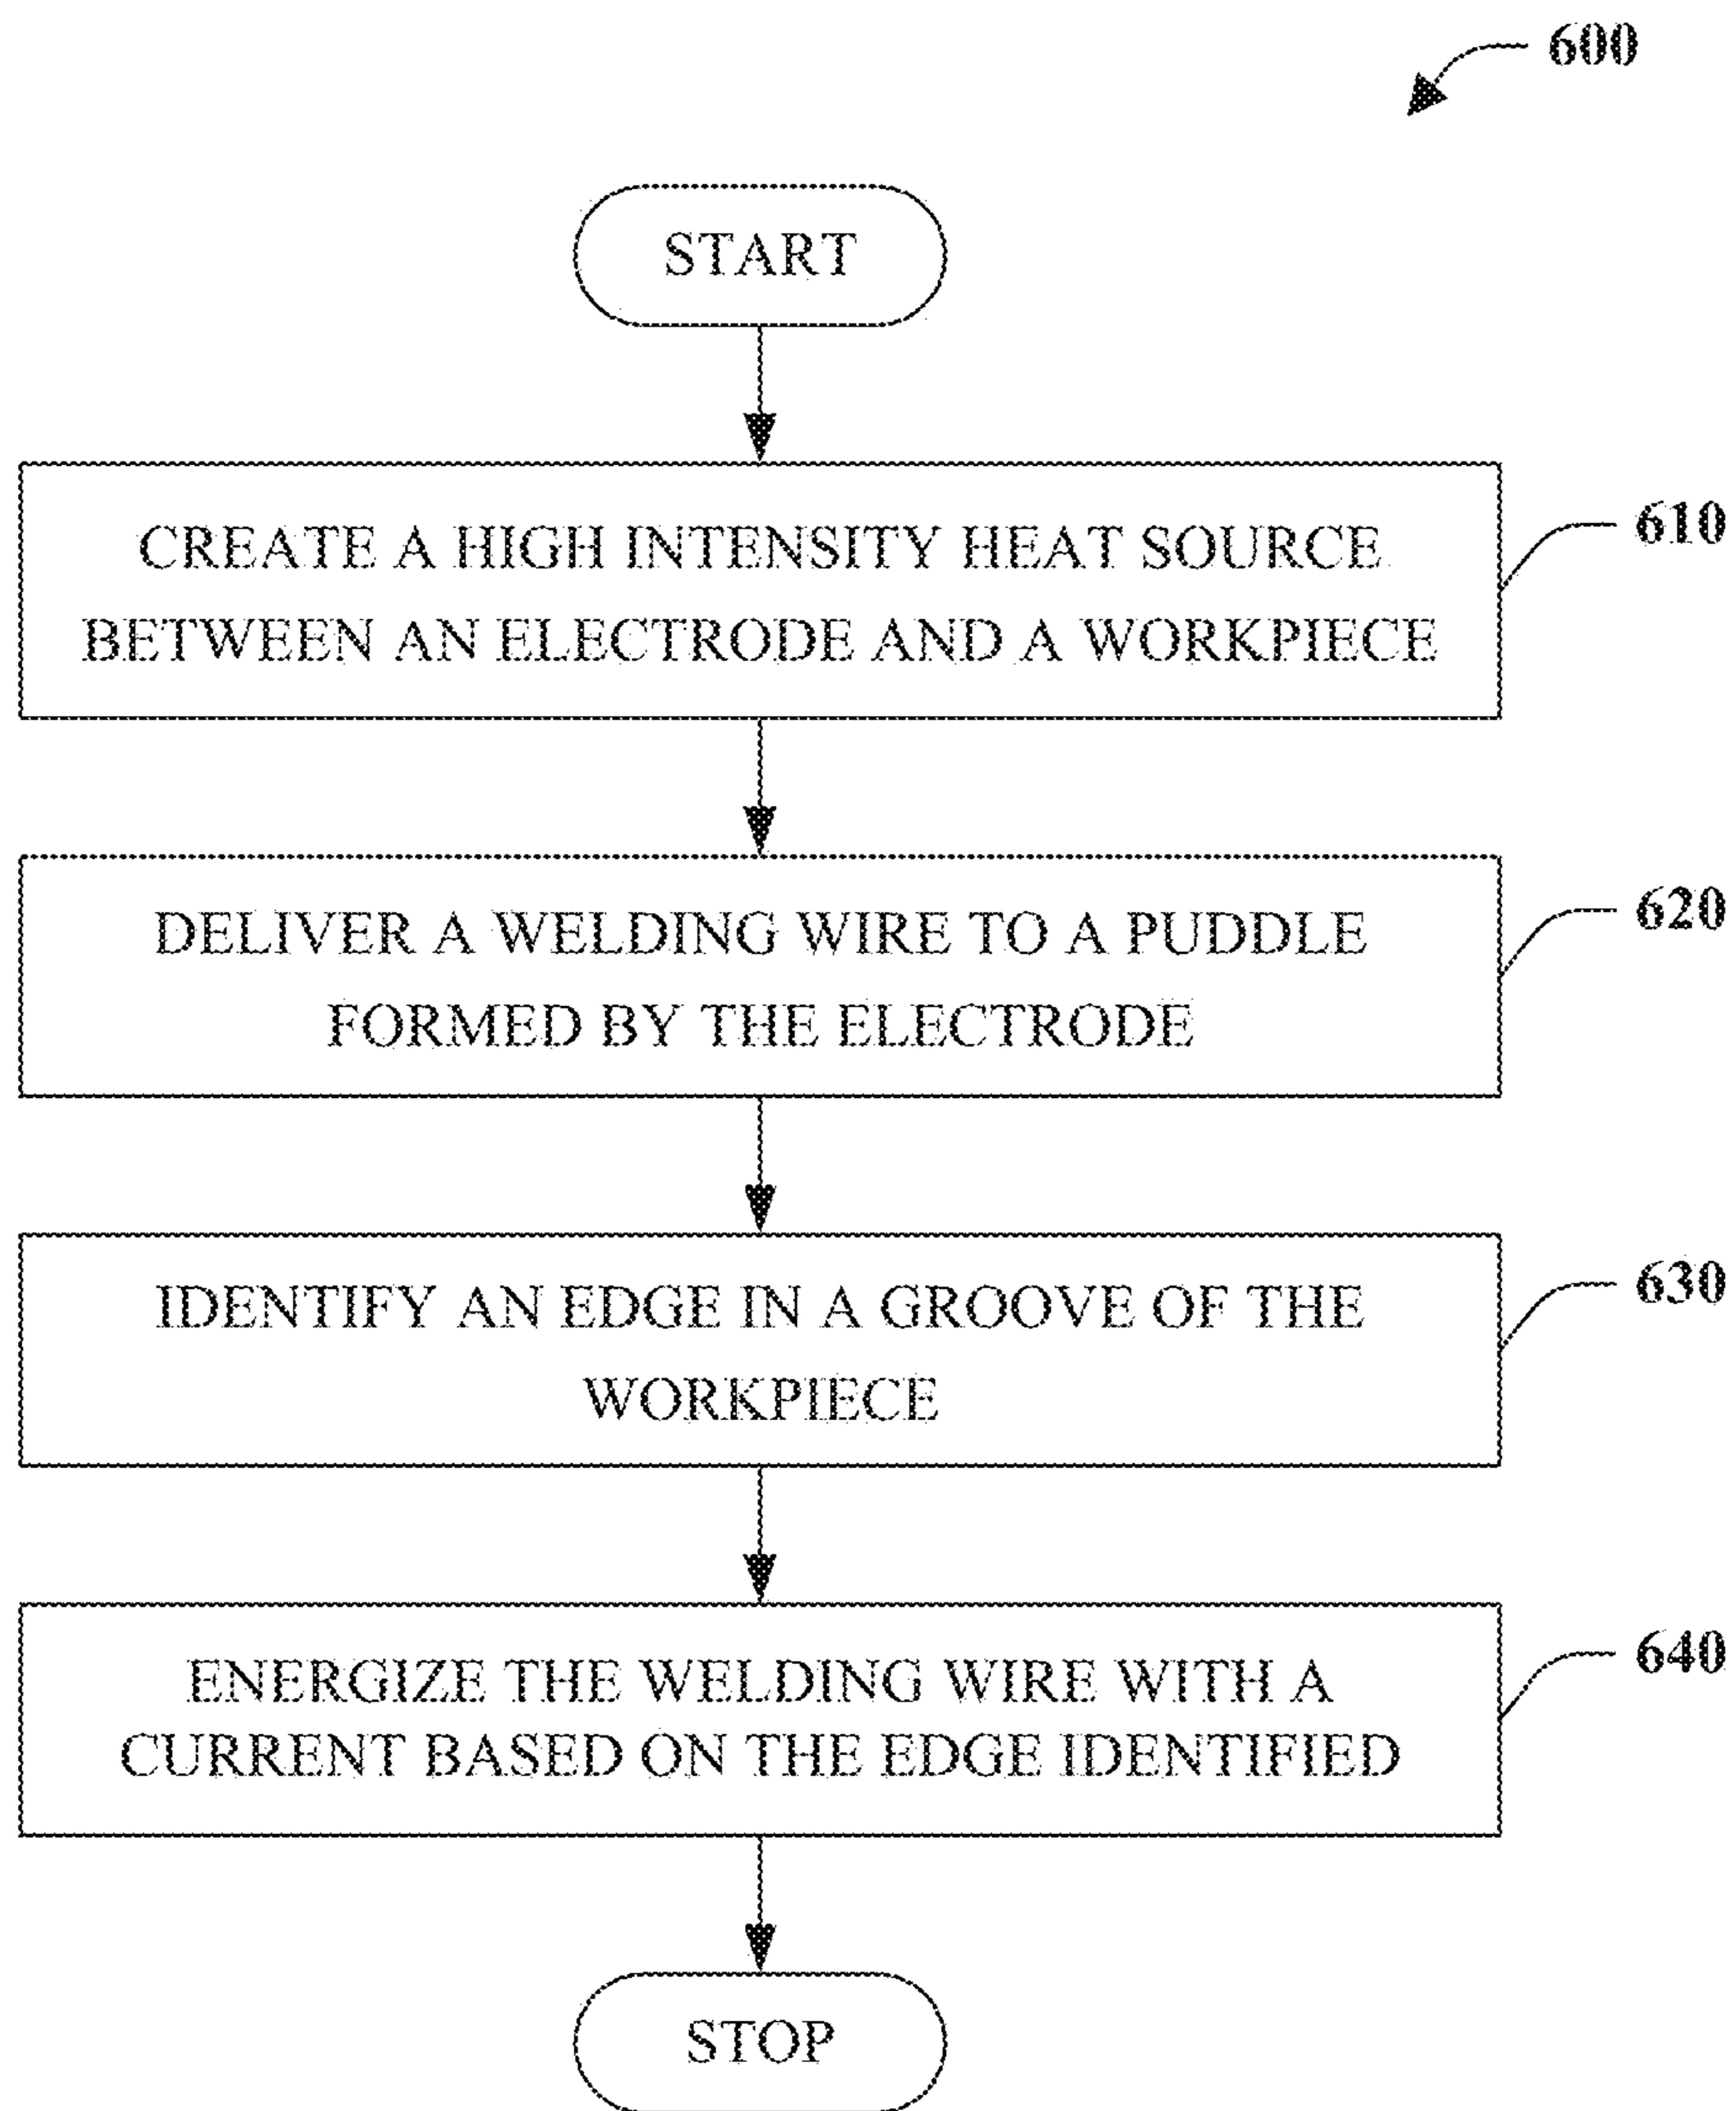 600
START
CREATE A HIGH INTENSITY HEAT SOURCE
BETWEEN AN ELECTRODE AND A WORKPIECE
610
DELIVER A WELDING WIRE TO A PUDDLE
FORMED BY THE ELECTRODE
620
IDENTIFY AN EDGE IN A GROOVE OF THE
WORKPIECE
630
ENERGIZE THE WELDING WIRE WITH A
CURRENT BASED ON THE EDGE IDENTIFIED
640
STOP